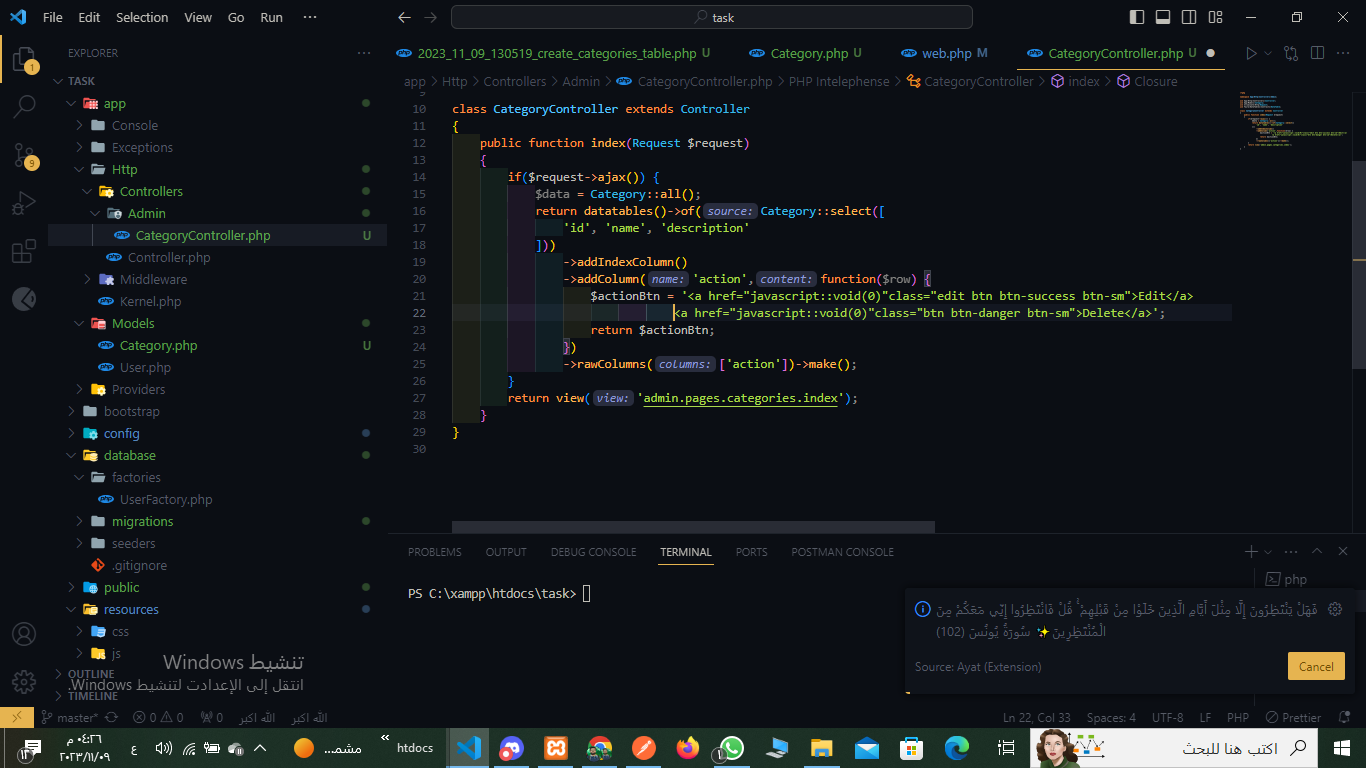 File Edit Selection View Go Run ···
task
EXPLORER
1
9
TASK
app
Console
Exceptions
Http
Controllers
Admin
CategoryController.php U
Controller.php
Middleware
Kernel.php
Models
Category.php U
User.php
Providers
bootstrap
config
database
factories
UserFactory.php
migrations
seeders
.gitignore
public
resources
css
js
OUTLINE
TIMELINE
2023_11_09_130519_create_categories_table.php U
Category.php U
web.php M
CategoryController.php U
app > Http > Controllers > Admin > CategoryController.php > PHP Intelephense > CategoryController > index > Closure
9
10 class CategoryController extends Controller
11 {
12 public function index(Request $request)
13 {
14 if($request->ajax()) {
15 $data = Category::all();
16 return datatables()->of(source:Category::select([
17 'id', 'name', 'description'
18 ]))
19 ->addIndexColumn()
20 ->addColumn(name:'action',content:function($row) {
21 $actionBtn = '<a href="javascript::void(0)"class="edit btn btn-success btn-sm">Edit</a>
22 <a href="javascript::void(0)"class="btn btn-danger btn-sm">Delete</a>';
23 return $actionBtn;
24 })
25 ->rawColumns(columns:['action'])->make();
26 }
27 return view(view:'admin.pages.categories.index');
28 }
29 }
30
PROBLEMS OUTPUT DEBUG CONSOLE TERMINAL PORTS POSTMAN CONSOLE
PS C:\xampp\htdocs\task>
php
فَهَلْ يَنْتَظِرُونَ إِلَّا مِثْلَ أَيَّامِ الَّذِينَ خَلَوْا مِنْ قَبْلِهِمْ ۚ قُلْ فَانْتَظِرُوا إِنِّي مَعَكُمْ مِنَ
الْمُنْتَظِرِينَ ✨ سُورَةُ يُونُسَ (102)
Source: Ayat (Extension)
Cancel
تنشيط Windows
انتقل إلى الإعدادت لتنشيط Windows.
master* 0 0 0 الله اكبر الله اكبر
Ln 22, Col 33 Spaces: 4 UTF-8 LF PHP Prettier
١٣
٠٤:٢٦ م
٢٠٢٣/١١/٠٩
ع
مشمس...
htdocs
1
اكتب هنا للبحث